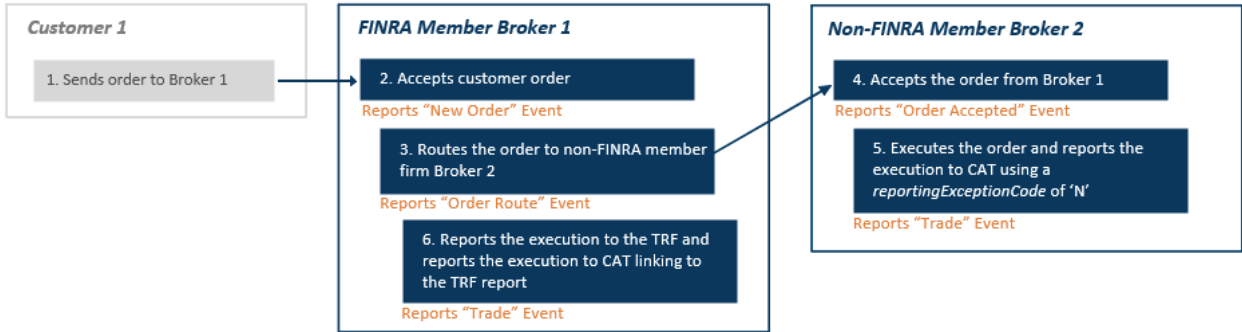 Customer 1
1. Sends order to Broker 1
FINRA Member Broker 1
2. Accepts customer order
Reports “New Order” Event
3. Routes the order to non-FINRA member
firm Broker 2
Reports “Order Route” Event
6. Reports the execution to the TRF and
reports the execution to CAT linking to
the TRF report
Reports “Trade” Event
Non-FINRA Member Broker 2
4. Accepts the order from Broker 1
Reports “Order Accepted” Event
5. Executes the order and reports the
execution to CAT using a
reportingExceptionCode of ‘N’
Reports “Trade” Event